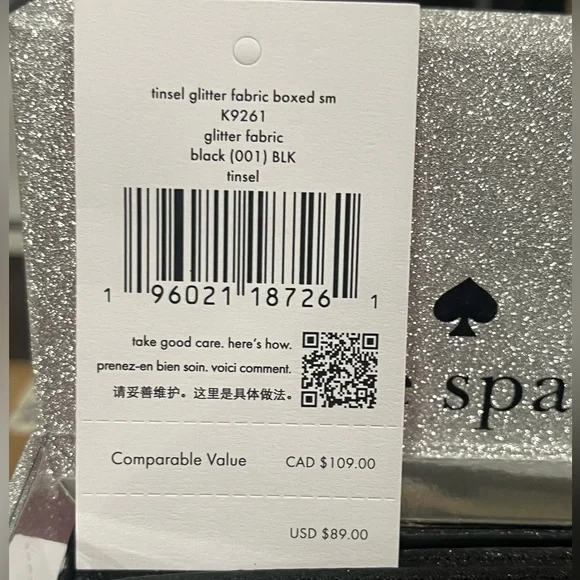 tinsel glitter fabric boxed sm
K9261
glitter fabric
black (001) BLK
tinsel
1 96021 18726 1
take good care. here's how.
prenez-en bien soin. voici comment.
请妥善维护。这里是具体做法。
Comparable Value CAD $109.00
USD $89.00
spa